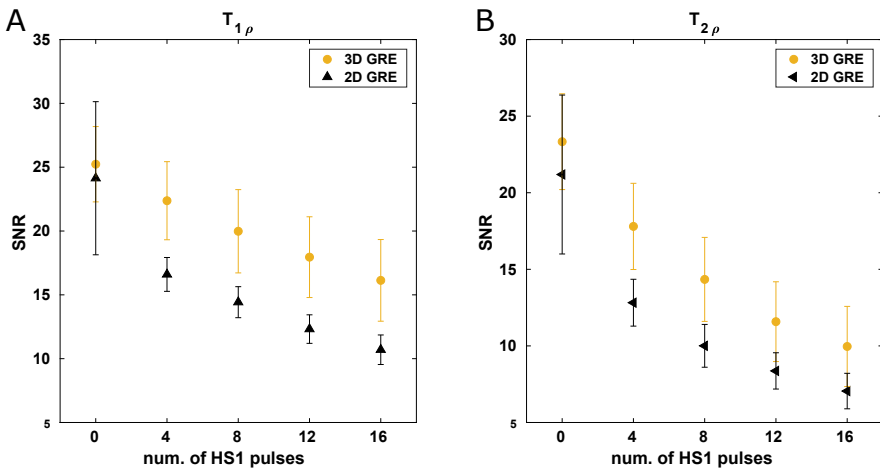 A
T1ρ
35
30
25
20
15
10
5
SNR
0 4 8 12 16
num. of HS1 pulses
3D GRE
2D GRE
B
T2ρ
30
25
20
15
10
5
SNR
0 4 8 12 16
num. of HS1 pulses
3D GRE
2D GRE